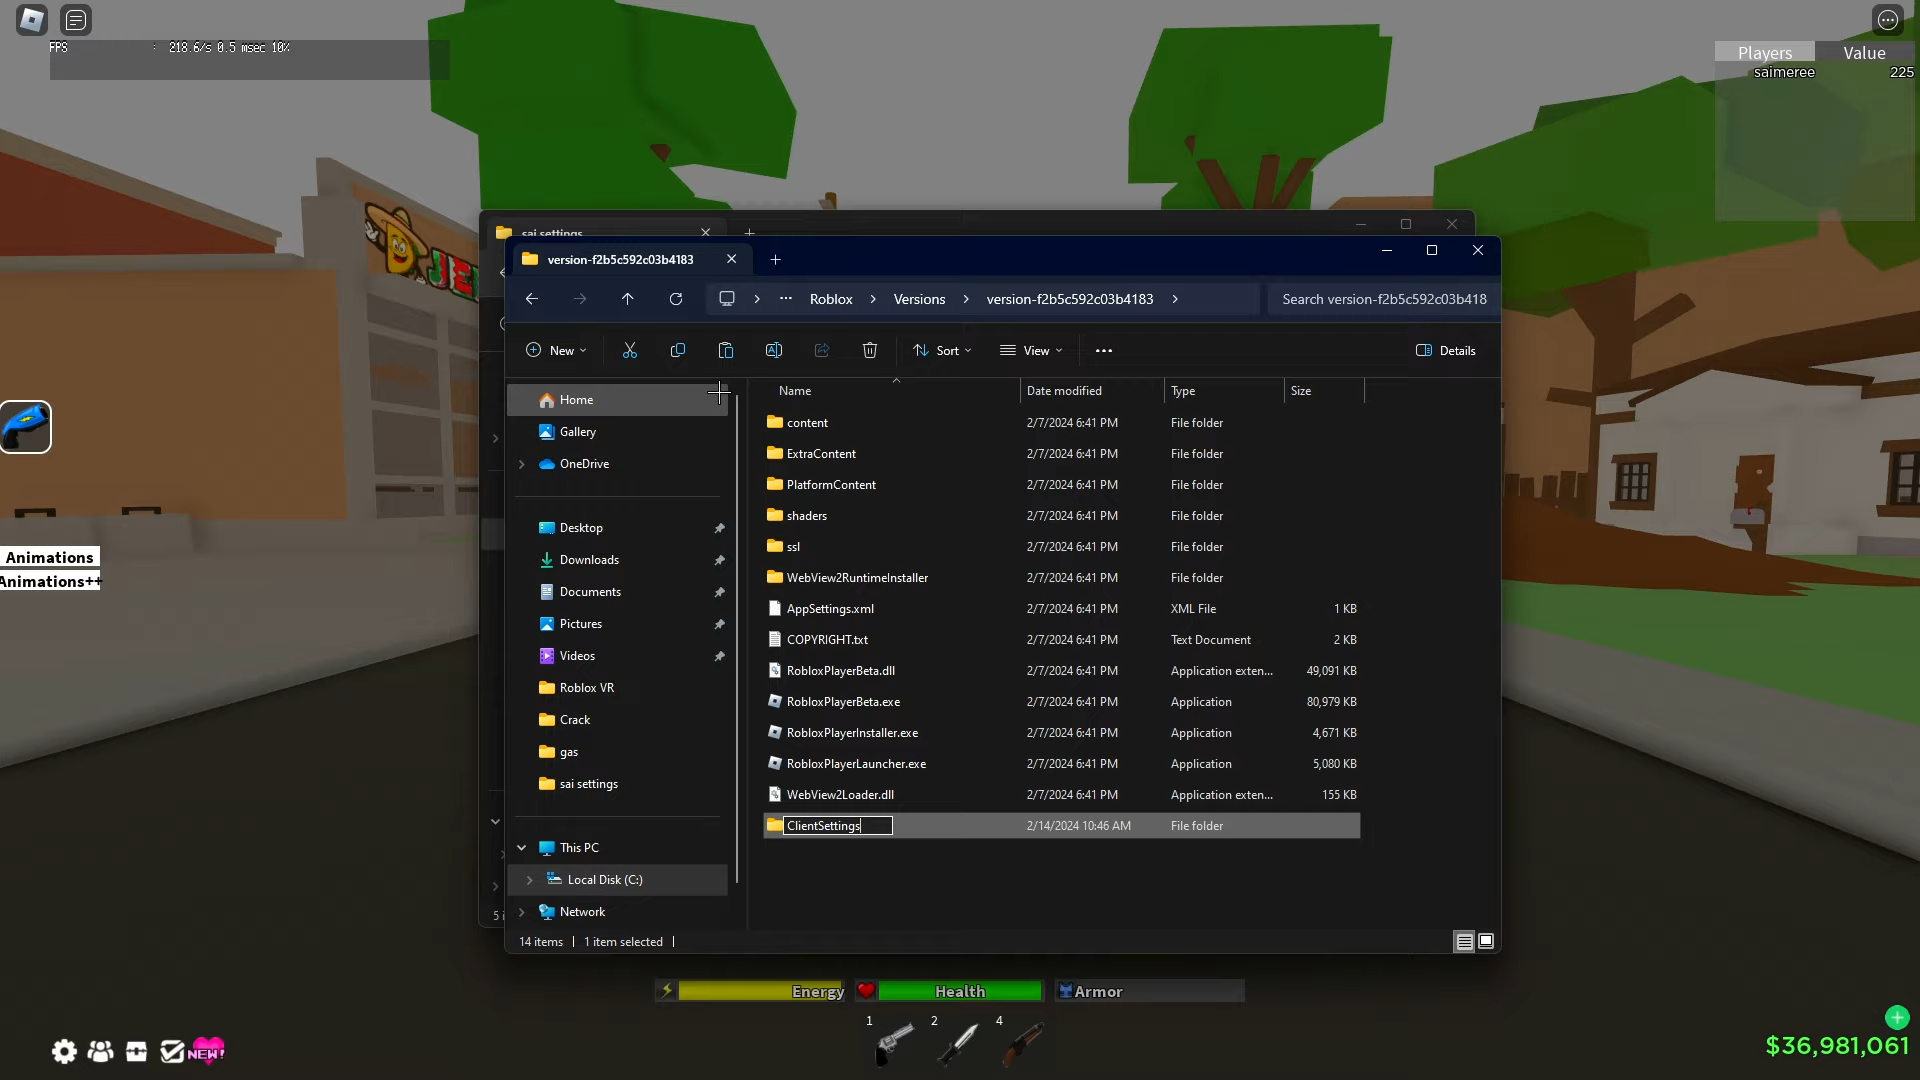 FPS : 218.6/s 0.5 msec 10%
Players Value
saimeree 225
sai settings
version-f2b5c592c03b4183
Roblox Versions version-f2b5c592c03b4183 Search version-f2b5c592c03b418
New Sort View Details
Home
Gallery
OneDrive
Desktop
Downloads
Documents
Pictures
Videos
Roblox VR
Crack
gas
sai settings
This PC
Local Disk (C:)
Network
Name Date modified Type Size
content 2/7/2024 6:41 PM File folder
ExtraContent 2/7/2024 6:41 PM File folder
PlatformContent 2/7/2024 6:41 PM File folder
shaders 2/7/2024 6:41 PM File folder
ssl 2/7/2024 6:41 PM File folder
WebView2RuntimeInstaller 2/7/2024 6:41 PM File folder
AppSettings.xml 2/7/2024 6:41 PM XML File 1 KB
COPYRIGHT.txt 2/7/2024 6:41 PM Text Document 2 KB
RobloxPlayerBeta.dll 2/7/2024 6:41 PM Application exten... 49,091 KB
RobloxPlayerBeta.exe 2/7/2024 6:41 PM Application 80,979 KB
RobloxPlayerInstaller.exe 2/7/2024 6:41 PM Application 4,671 KB
RobloxPlayerLauncher.exe 2/7/2024 6:41 PM Application 5,080 KB
WebView2Loader.dll 2/7/2024 6:41 PM Application exten... 155 KB
ClientSettings 2/14/2024 10:46 AM File folder
14 items 1 item selected
Animations
Animations++
Energy Health Armor
1 2 4
NEW!
$36,981,061